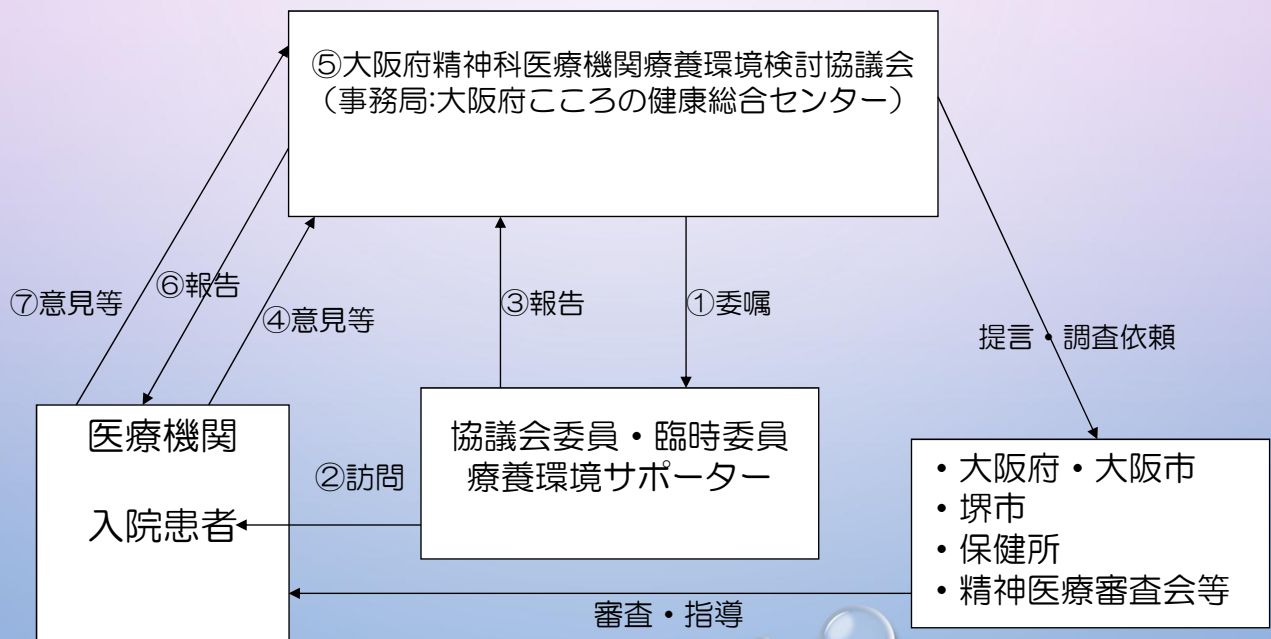 ⑤大阪府精神科医療機関療養環境検討協議会
（事務局:大阪府こころの健康総合センター）
⑦意見等
⑥報告
④意見等
③報告
①委嘱
提言・調査依頼
医療機関
入院患者
②訪問
協議会委員・臨時委員
療養環境サポーター
・大阪府・大阪市
・堺市
・保健所
・精神医療審査会等
審査・指導